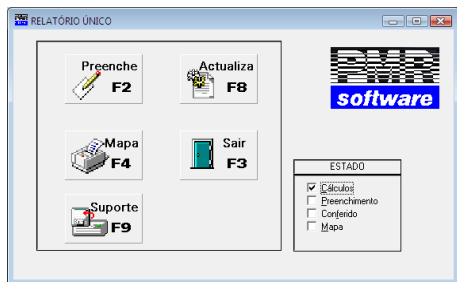 PMR RELATÓRIO ÚNICO
Preenche
F2
Actualiza
F8
PMR
software
Mapa
F4
Sair
F3
Suporte
F9
ESTADO
Cálculos
Preenchimento
Conferido
Mapa